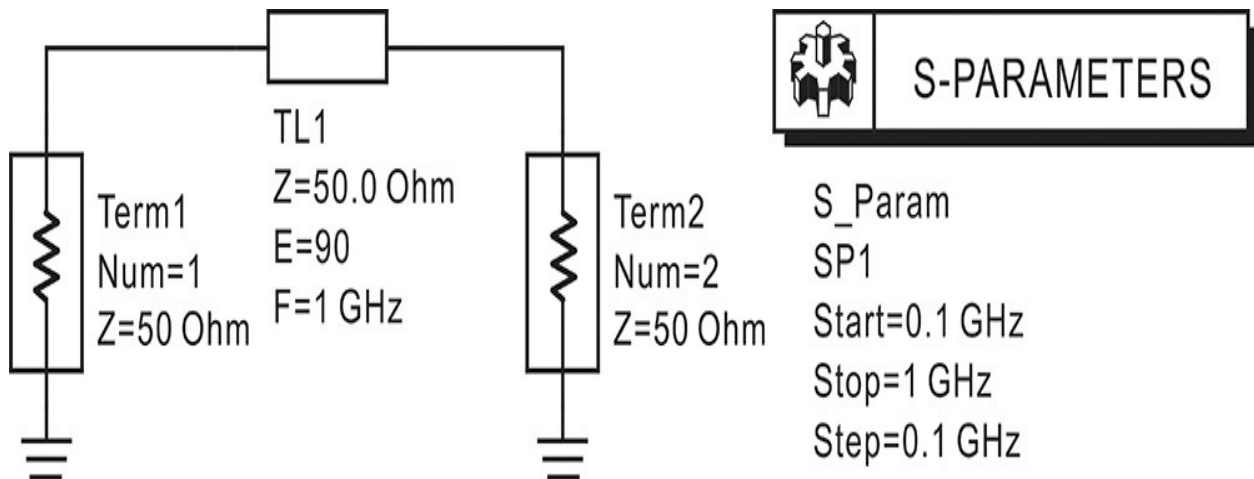 TL1
Z=50.0 Ohm
E=90
F=1 GHz
Term1
Num=1
Z=50 Ohm
Term2
Num=2
Z=50 Ohm
S-PARAMETERS
S_Param
SP1
Start=0.1 GHz
Stop=1 GHz
Step=0.1 GHz